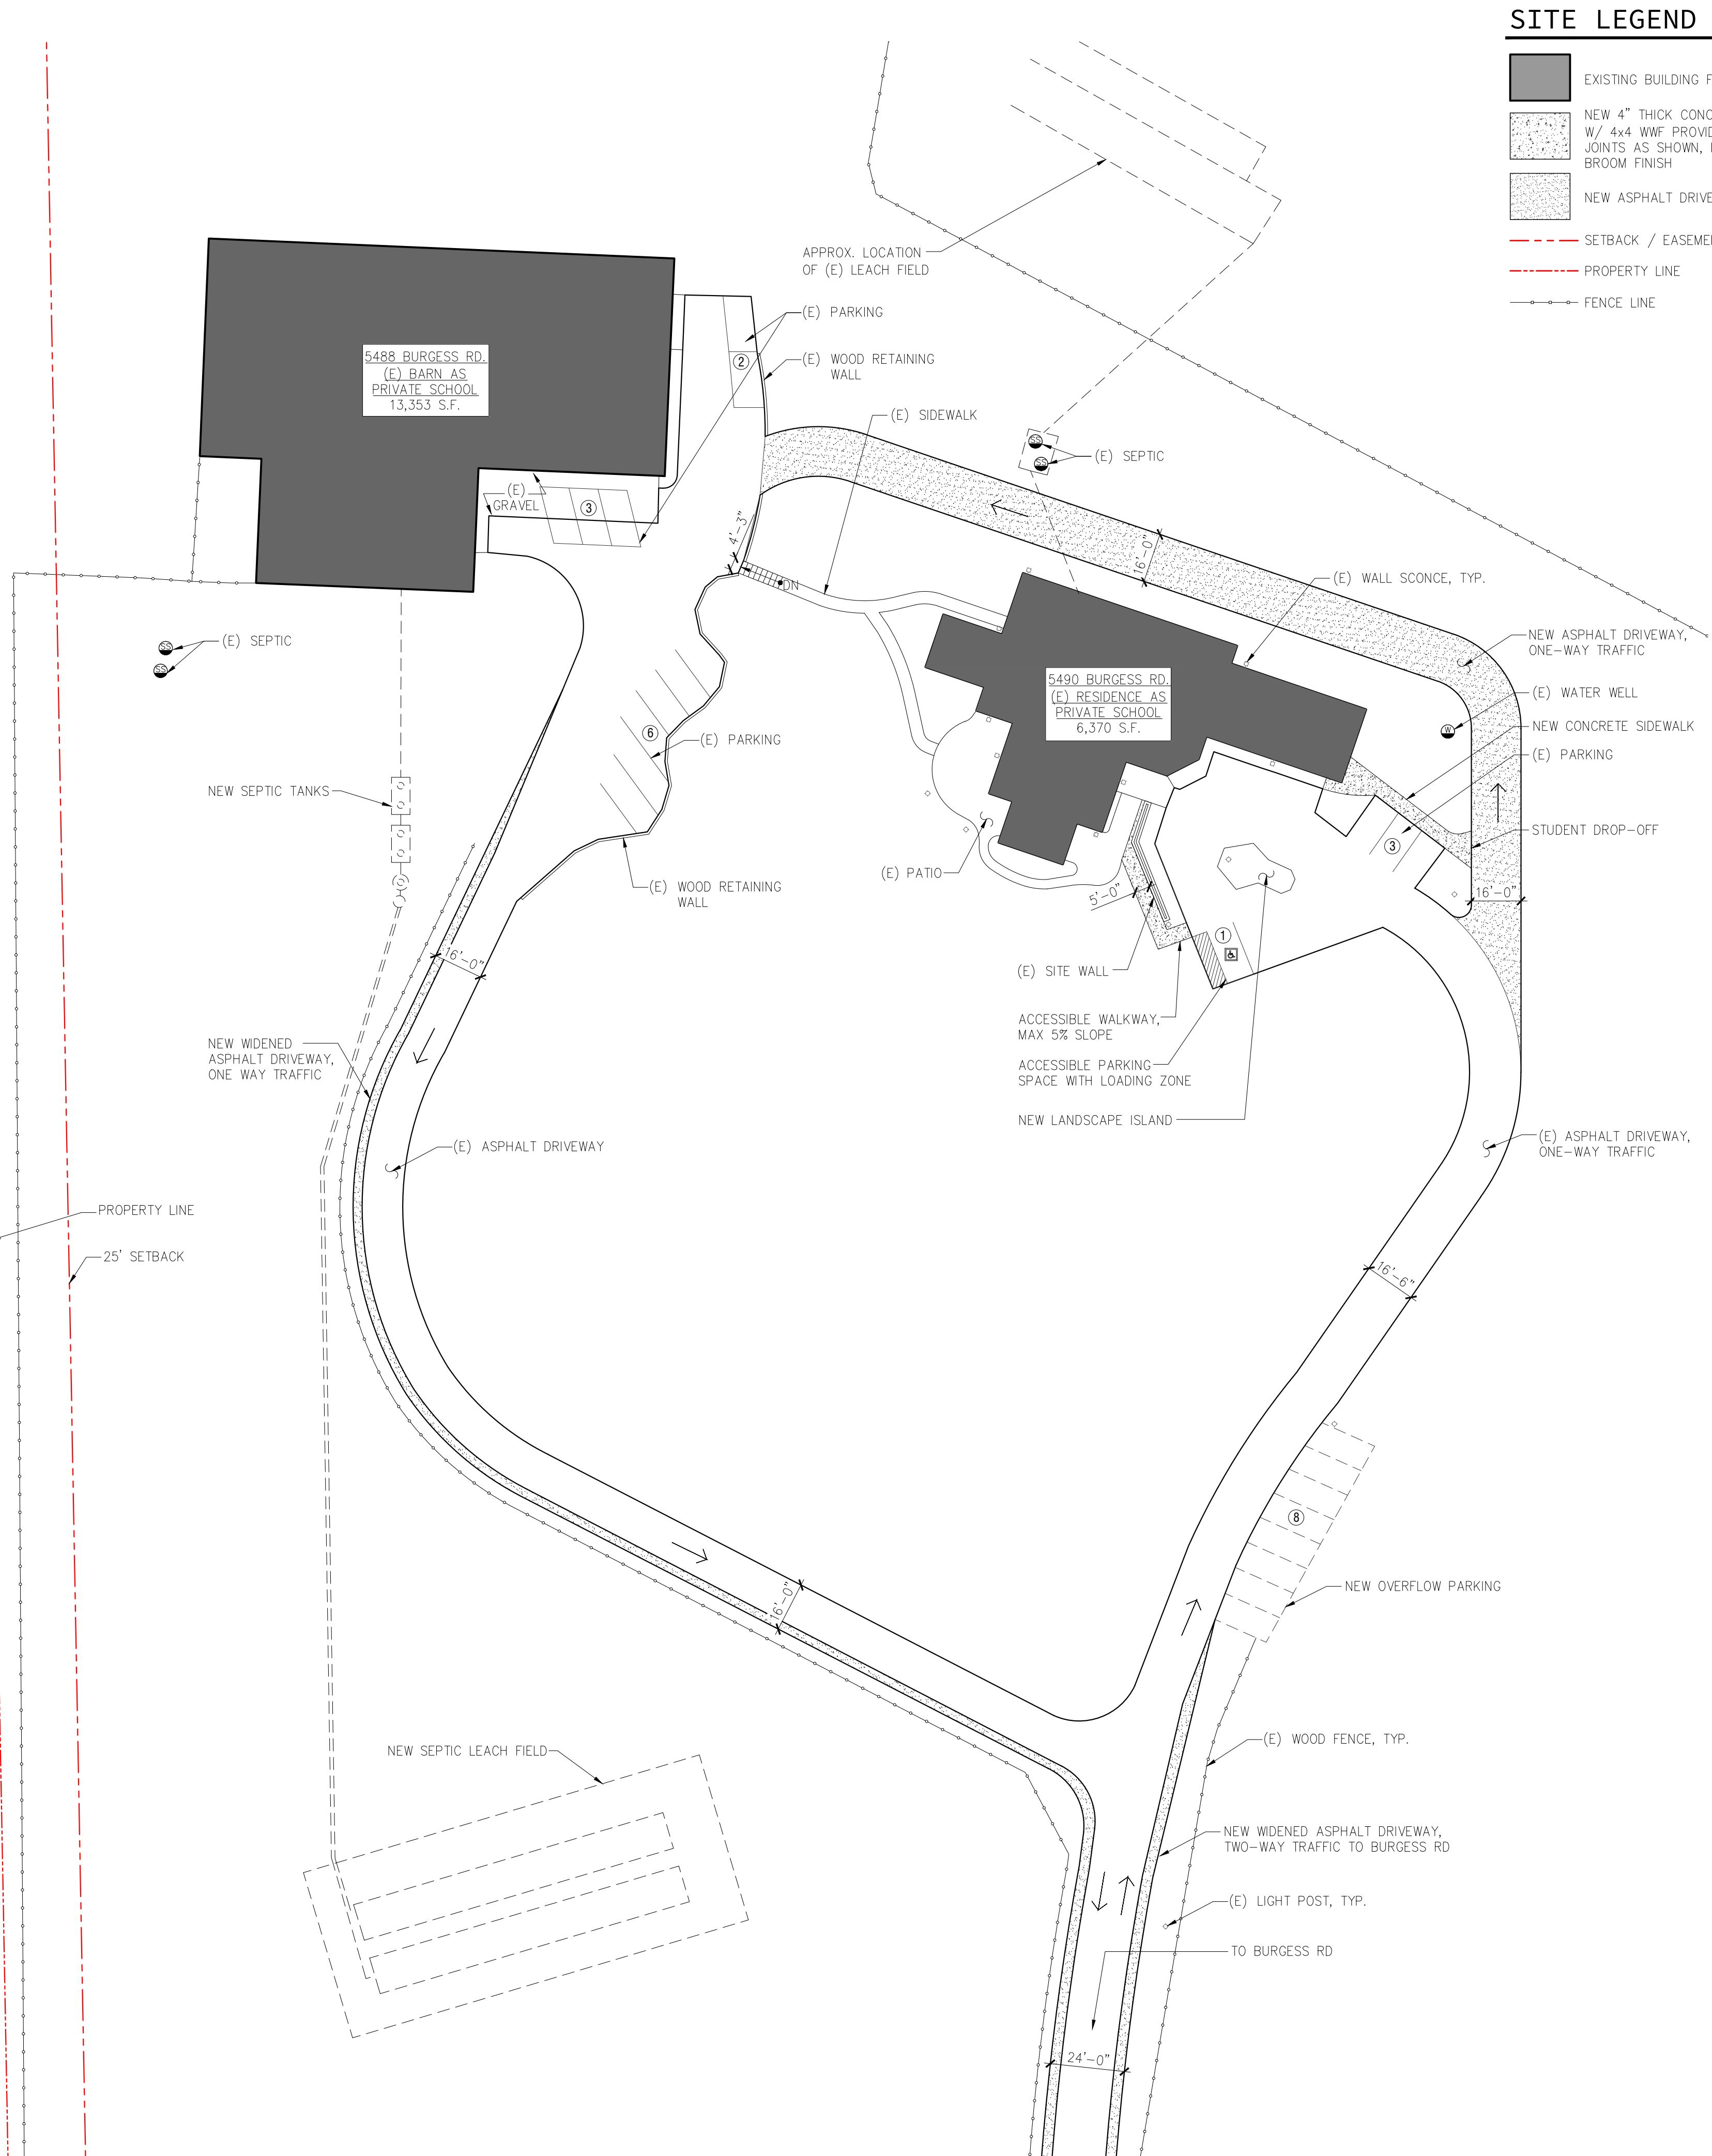 SITE LEGEND
EXISTING BUILDING F
NEW 4" THICK CONC
W/ 4x4 WWF PROVID
JOINTS AS SHOWN,
BROOM FINISH
NEW ASPHALT DRIVE
SETBACK / EASEME
PROPERTY LINE
FENCE LINE
APPROX. LOCATION
OF (E) LEACH FIELD
(E) PARKING
2
(E) WOOD RETAINING
WALL
5488 BURGESS RD.
(E) BARN AS
PRIVATE SCHOOL
13,353 S.F.
(E) SIDEWALK
SS
SS
(E) SEPTIC
(E)
GRAVEL
3
4'-3"
DN
16'-0"
(E) WALL SCONCE, TYP.
SS
SS
(E) SEPTIC
NEW ASPHALT DRIVEWAY,
ONE-WAY TRAFFIC
5490 BURGESS RD.
(E) RESIDENCE AS
PRIVATE SCHOOL
6,370 S.F.
(E) WATER WELL
W
NEW CONCRETE SIDEWALK
(E) PARKING
6
(E) PARKING
NEW SEPTIC TANKS
STUDENT DROP-OFF
3
(E) PATIO
(E) WOOD RETAINING
WALL
5'-0"
16'-0"
1
16'-0"
(E) SITE WALL
ACCESSIBLE WALKWAY,
MAX 5% SLOPE
ACCESSIBLE PARKING
SPACE WITH LOADING ZONE
NEW LANDSCAPE ISLAND
NEW WIDENED
ASPHALT DRIVEWAY,
ONE WAY TRAFFIC
(E) ASPHALT DRIVEWAY
(E) ASPHALT DRIVEWAY,
ONE-WAY TRAFFIC
PROPERTY LINE
25' SETBACK
16'-6"
8
NEW OVERFLOW PARKING
16'-0"
NEW SEPTIC LEACH FIELD
(E) WOOD FENCE, TYP.
NEW WIDENED ASPHALT DRIVEWAY,
TWO-WAY TRAFFIC TO BURGESS RD
(E) LIGHT POST, TYP.
TO BURGESS RD
24'-0"